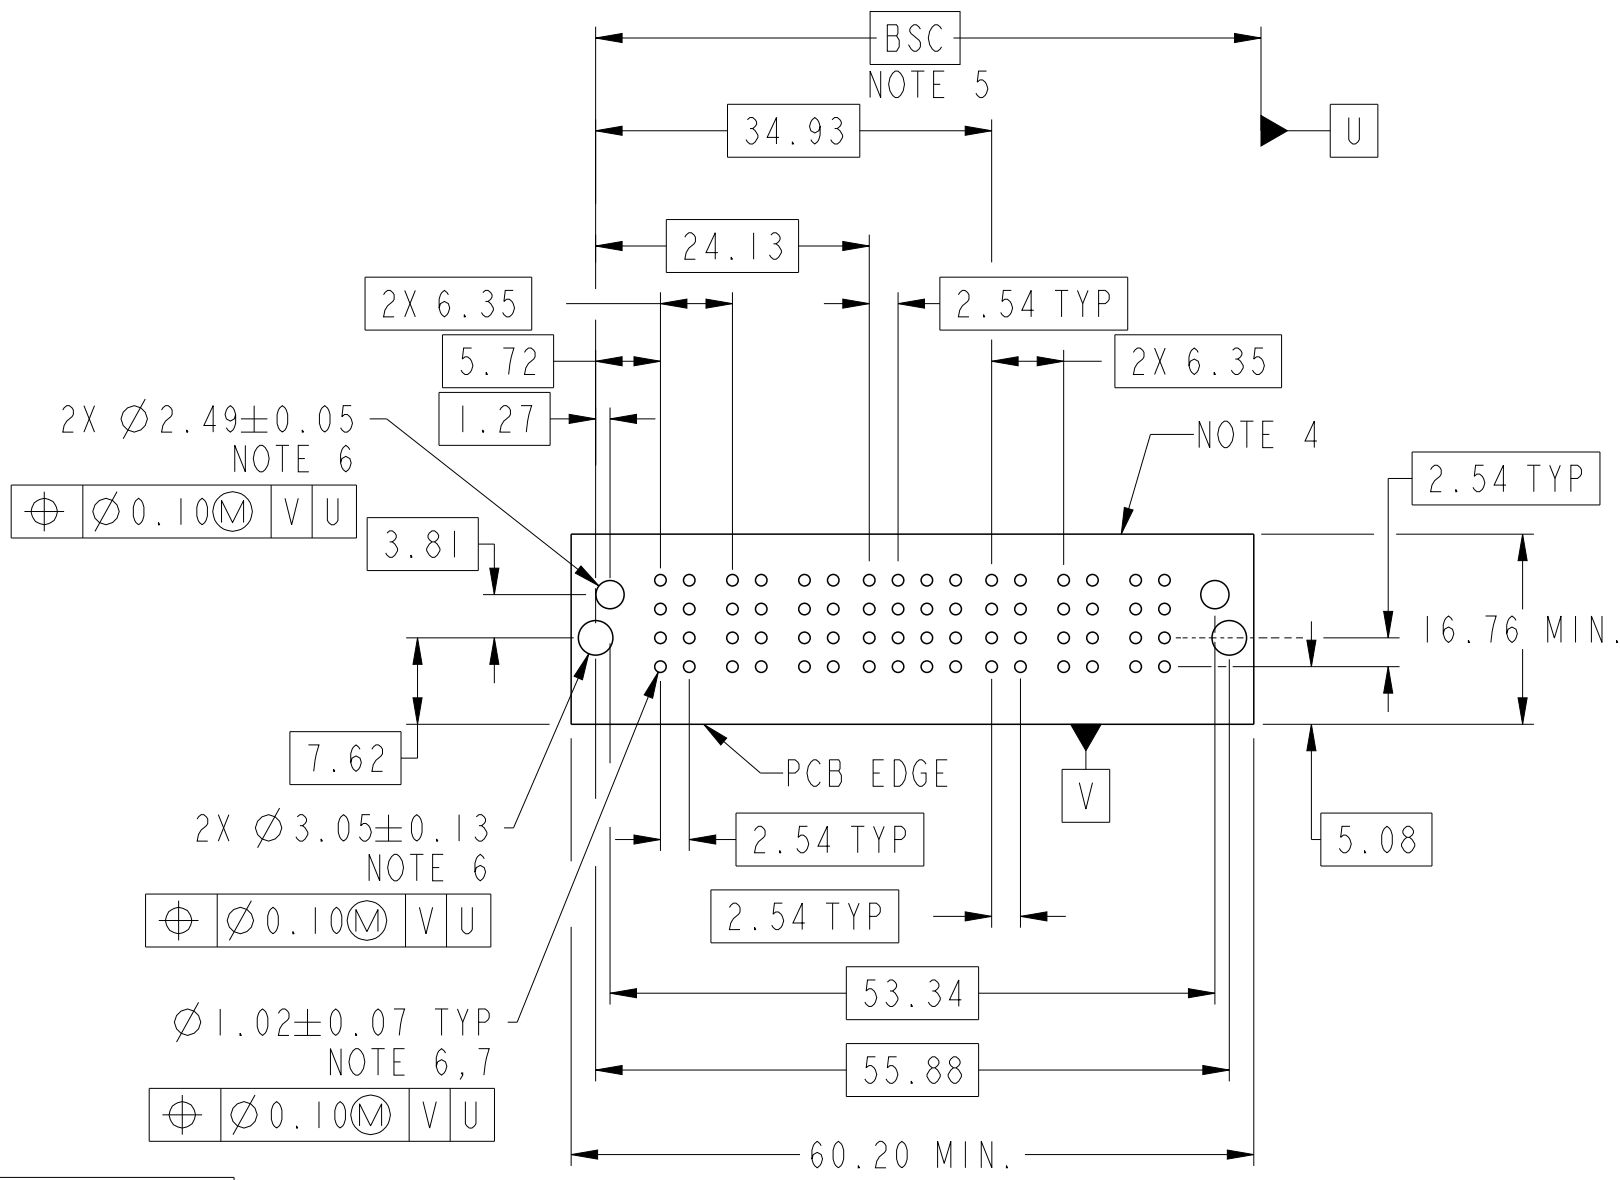 BSC
NOTE 5
34.93
U
24.13
2X 6.35
2.54 TYP
5.72
2X 6.35
1.27
2X ⌀2.49±0.05
NOTE 6
⌖ ⌀0.10Ⓜ V U
NOTE 4
2.54 TYP
3.81
16.76 MIN.
7.62
PCB EDGE
V
2X ⌀3.05±0.13
NOTE 6
⌖ ⌀0.10Ⓜ V U
2.54 TYP
5.08
2.54 TYP
53.34
⌀1.02±0.07 TYP
NOTE 6,7
⌖ ⌀0.10Ⓜ V U
55.88
60.20 MIN.